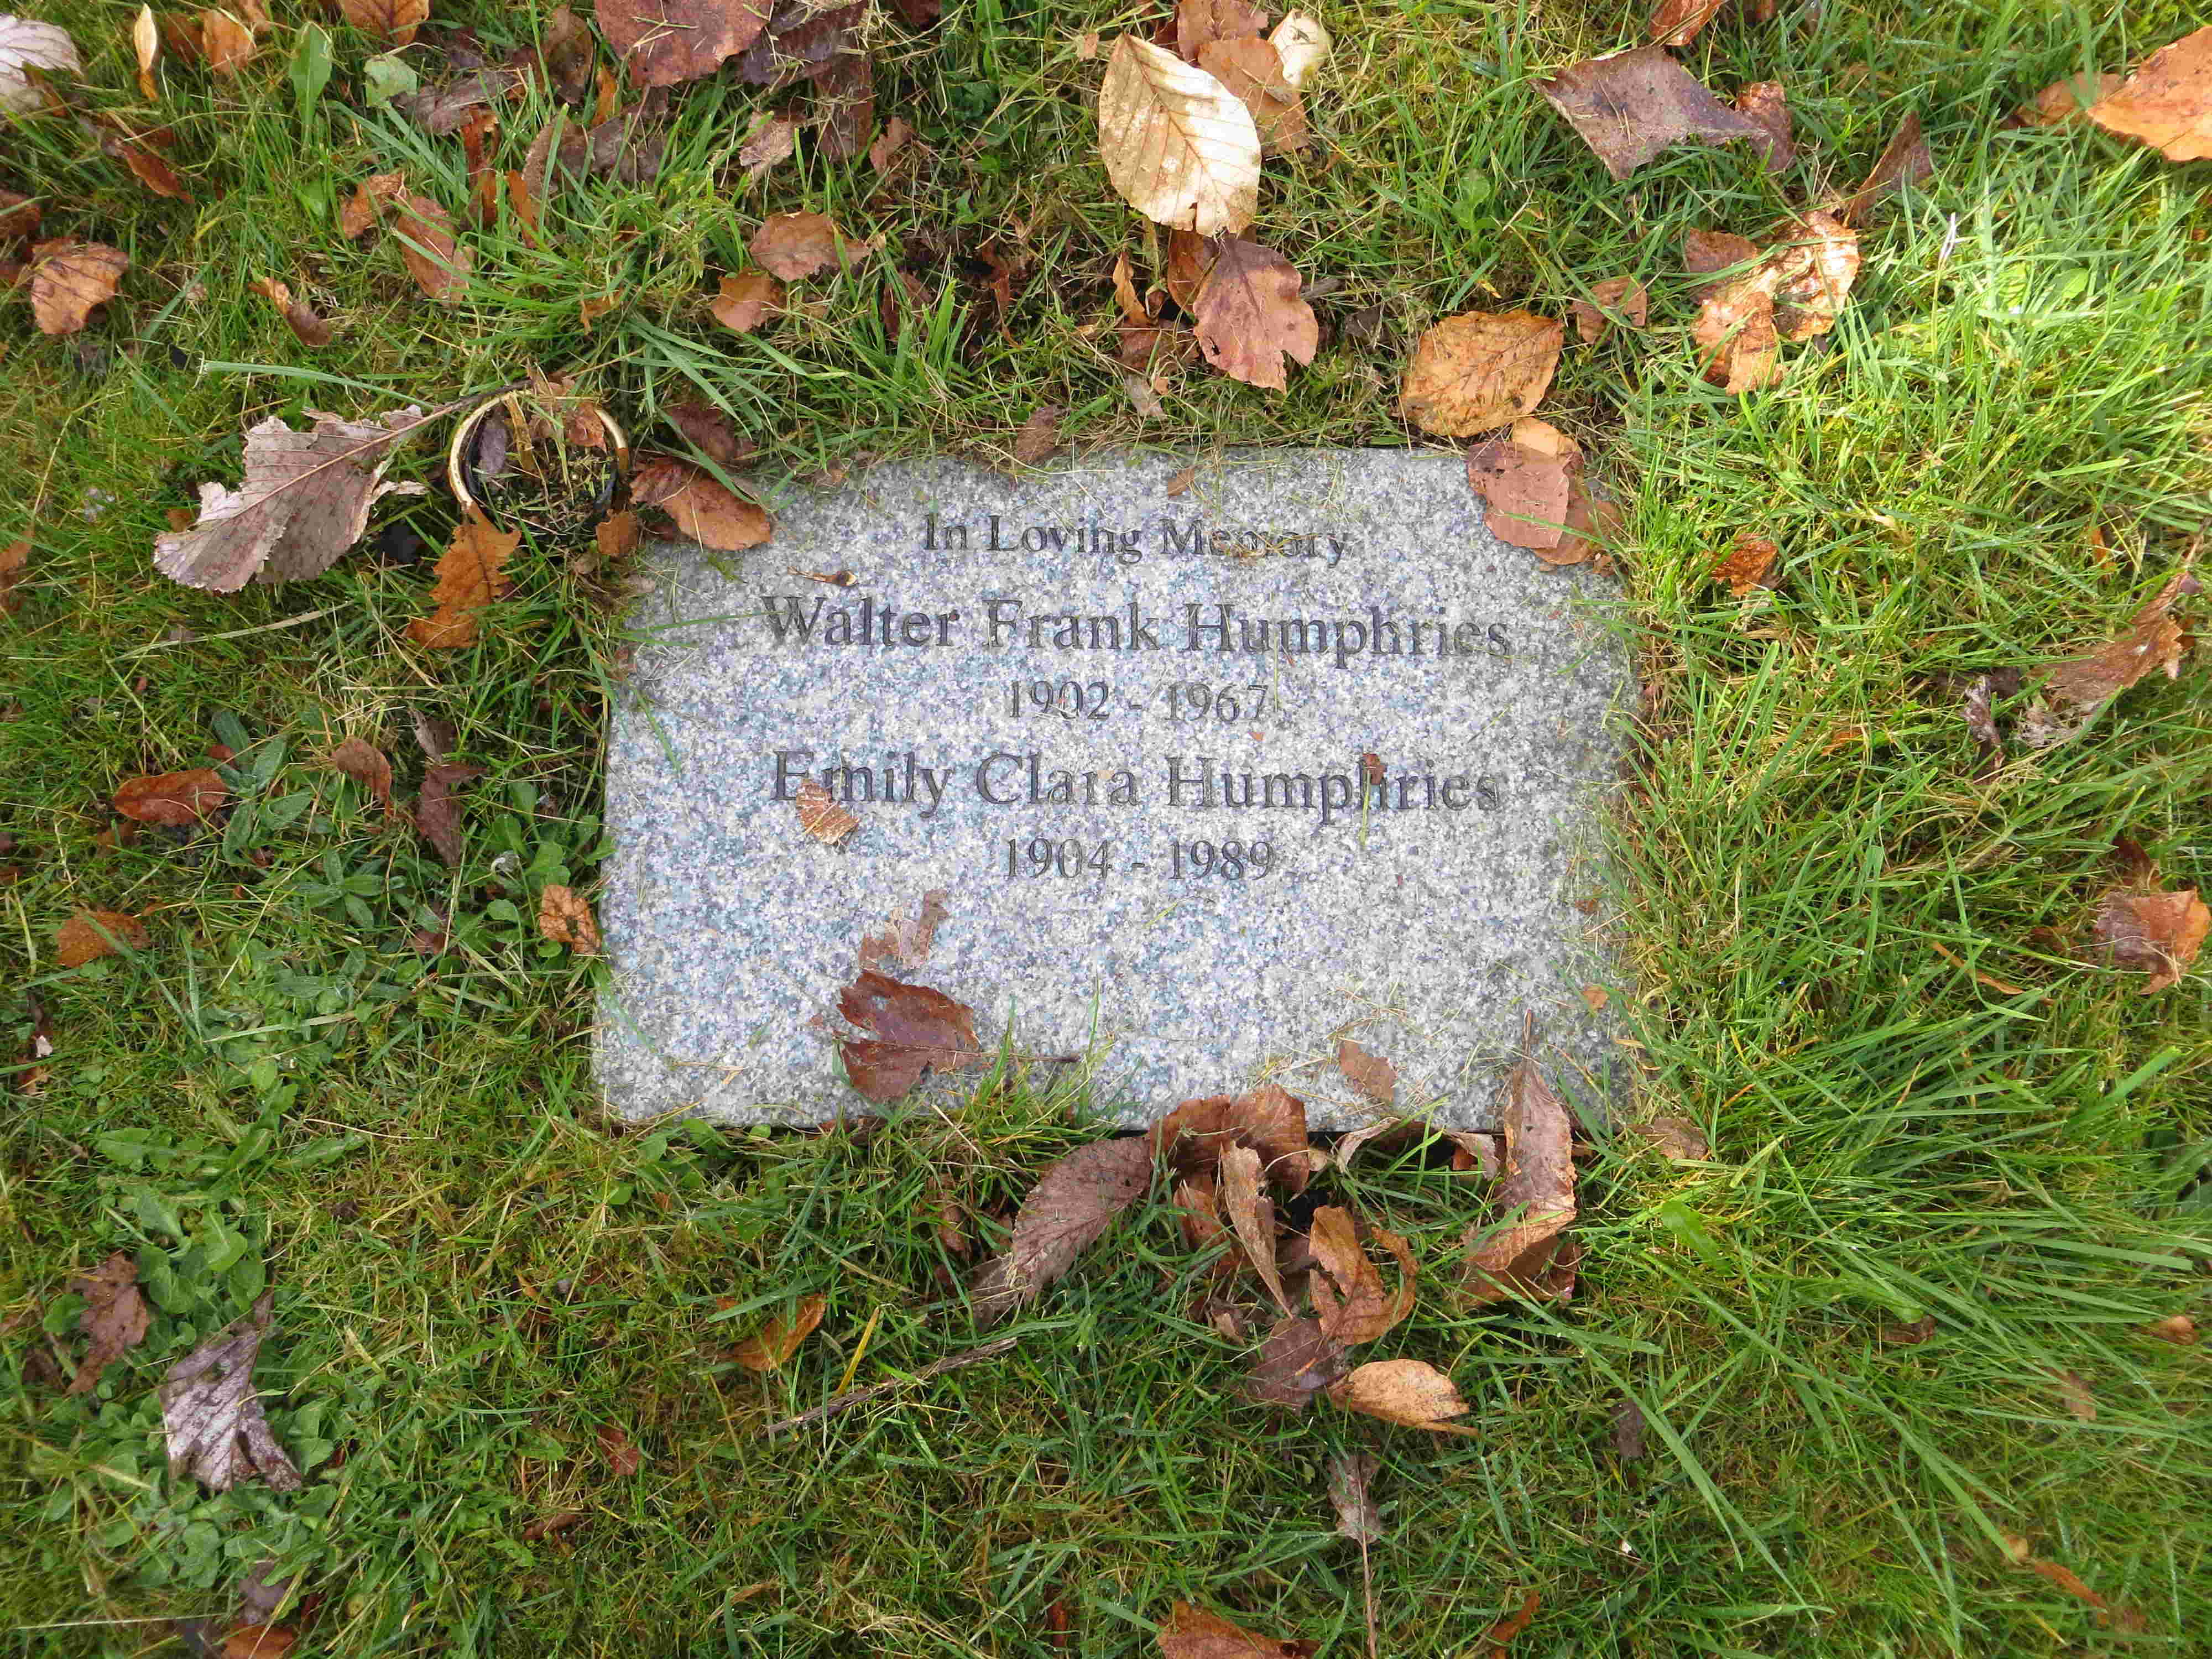 In Loving Memory
Walter Frank Humphries
1902 - 1967
Emily Clara Humphries
1904 - 1989